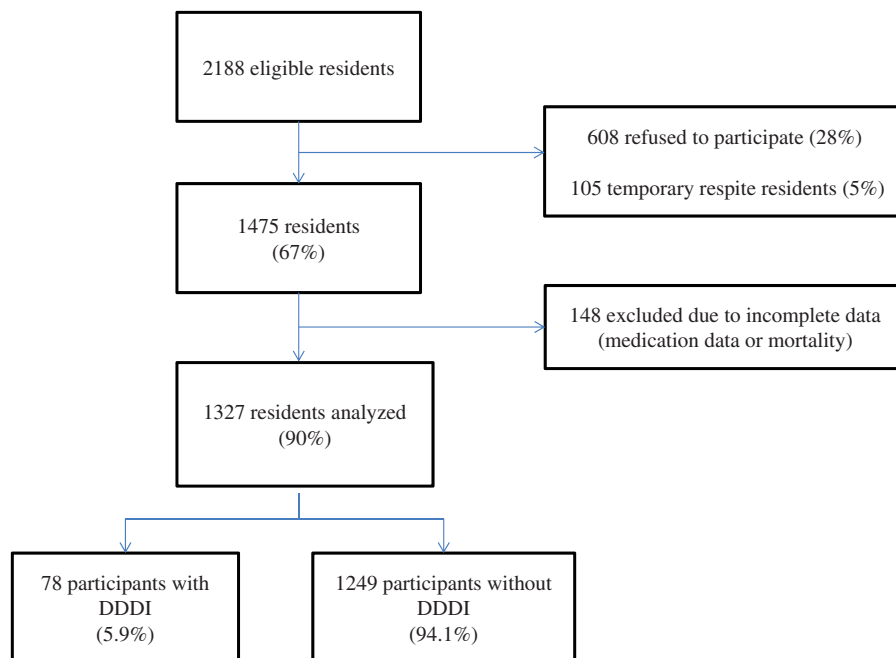 2188 eligible residents
608 refused to participate (28%)
105 temporary respite residents (5%)
1475 residents
(67%)
148 excluded due to incomplete data
(medication data or mortality)
1327 residents analyzed
(90%)
78 participants with
DDDI
(5.9%)
1249 participants without
DDDI
(94.1%)